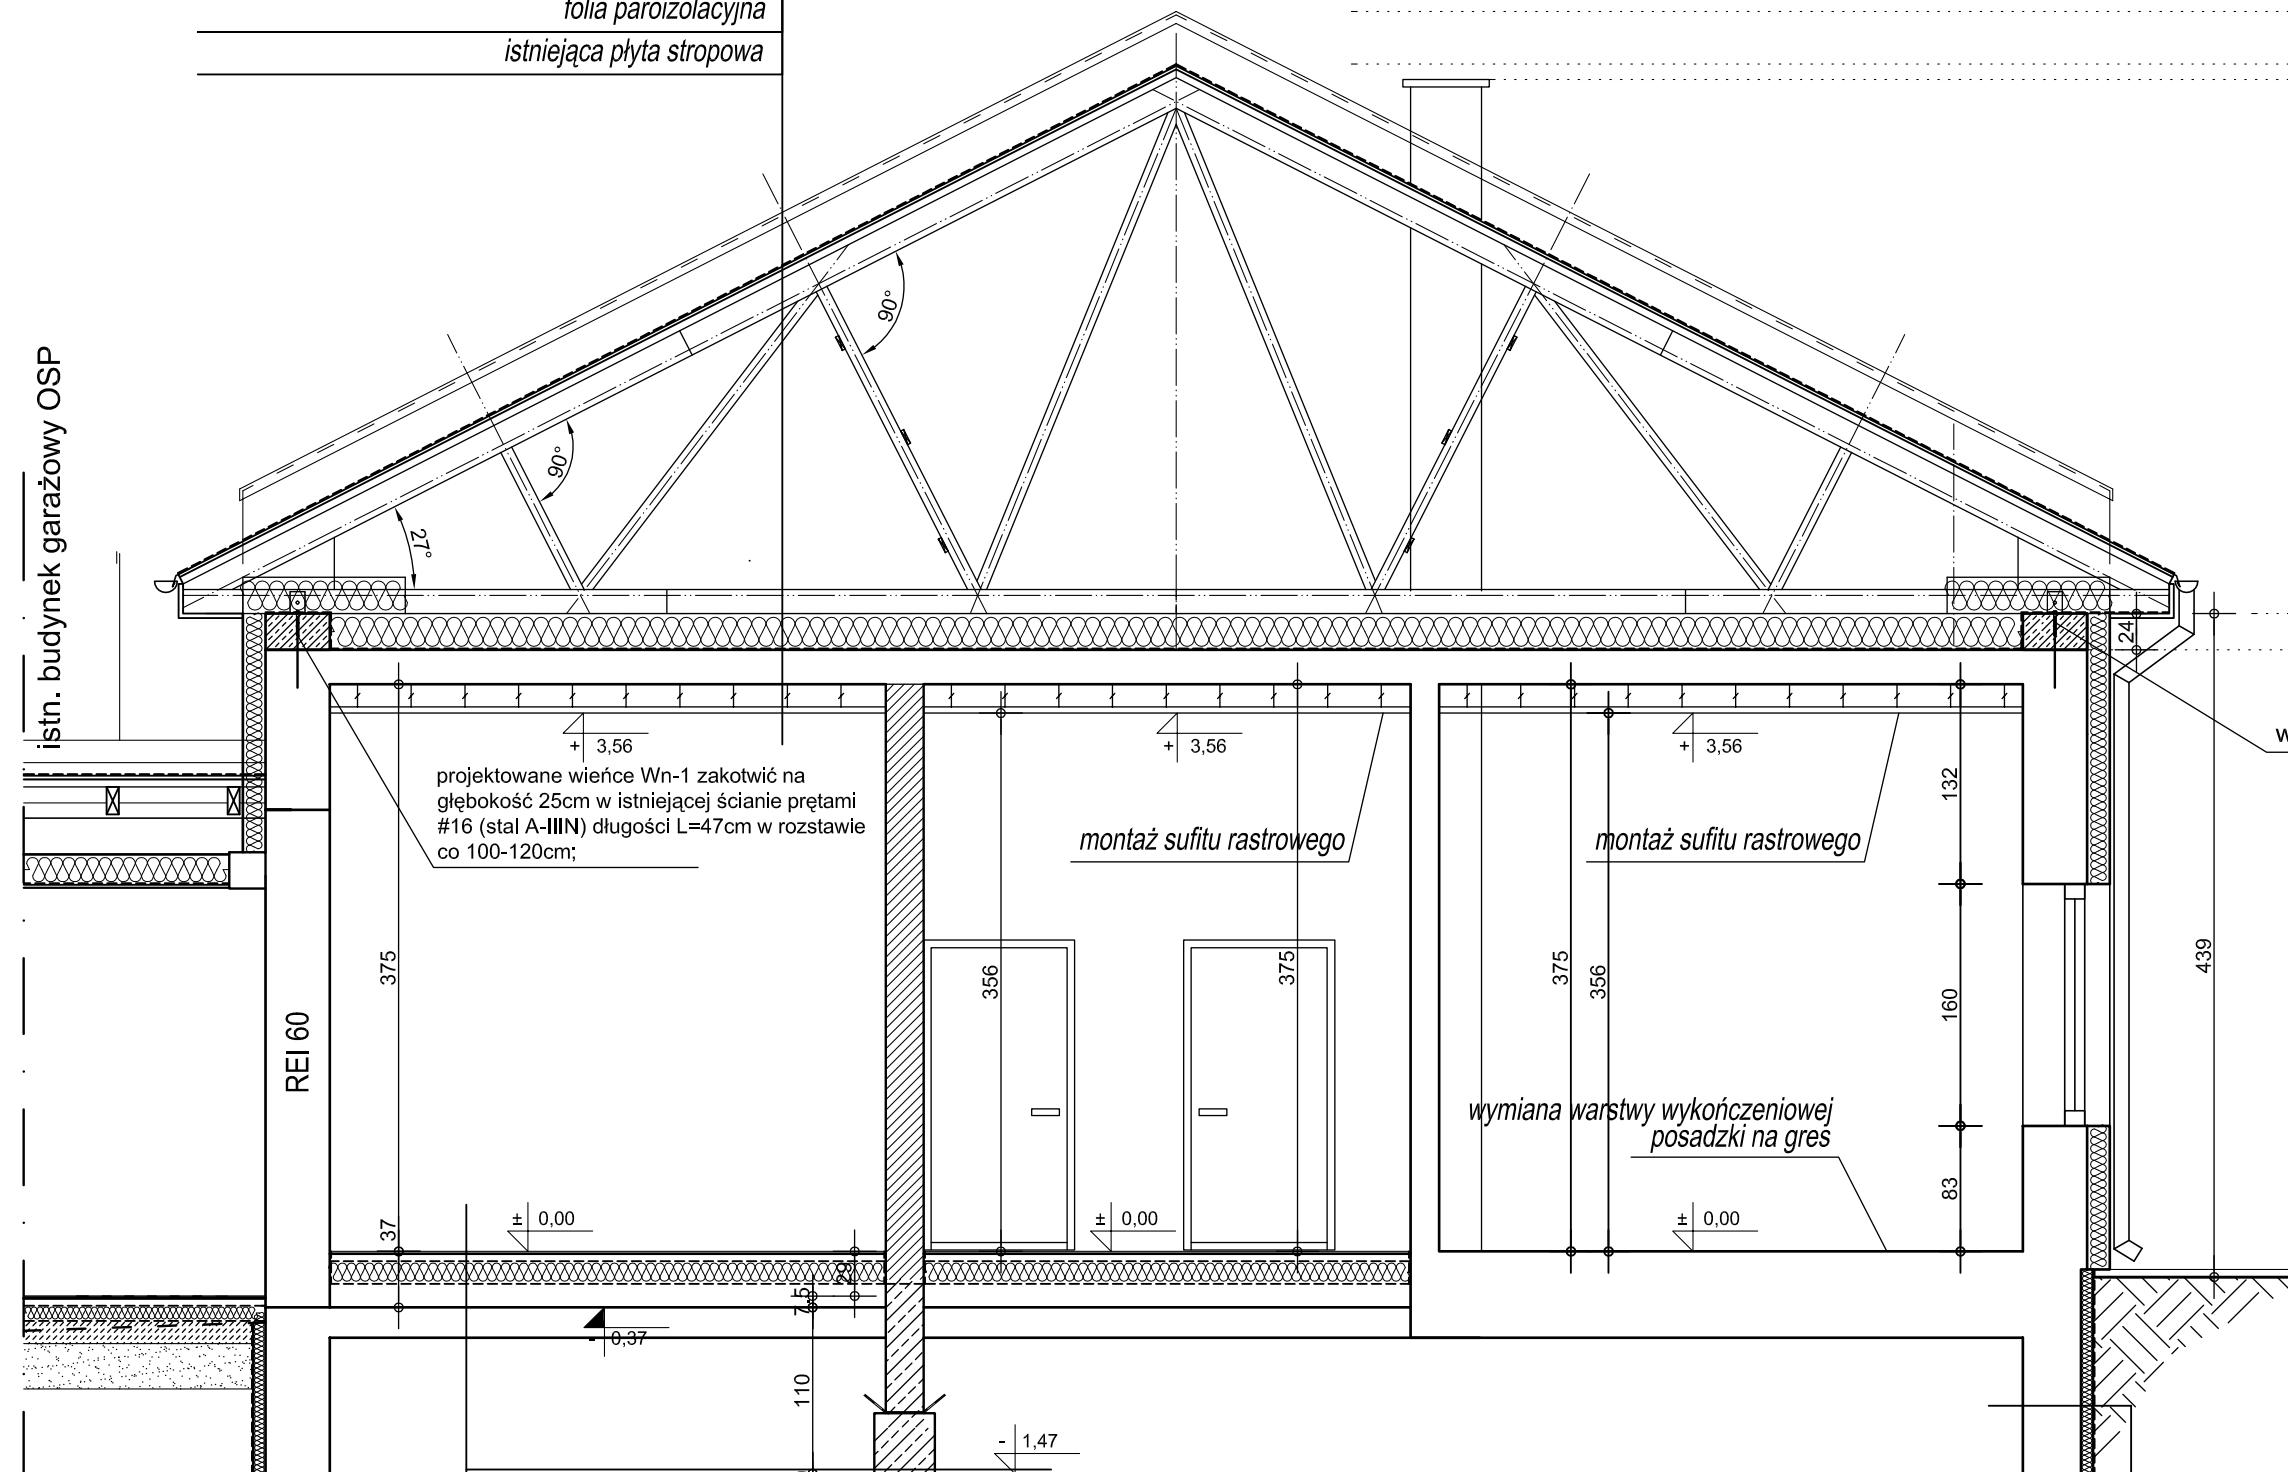 folia paroizolacyjna
istniejąca płyta stropowa
istn. budynek garażowy OSP
90°
90°
27°
24
+ 3,56
+ 3,56
+ 3,56
w
projektowane wieńce Wn-1 zakotwić na
głębokość 25cm w istniejącej ścianie prętami
#16 (stal A-IIIN) długości L=47cm w rozstawie
co 100-120cm;
montaż sufitu rastrowego
montaż sufitu rastrowego
132
375
356
375
375
356
160
439
REI 60
wymiana warstwy wykończeniowej
posadzki na gres
83
37
± 0,00
± 0,00
± 0,00
29
7,5
- 0,37
110
- 1,47